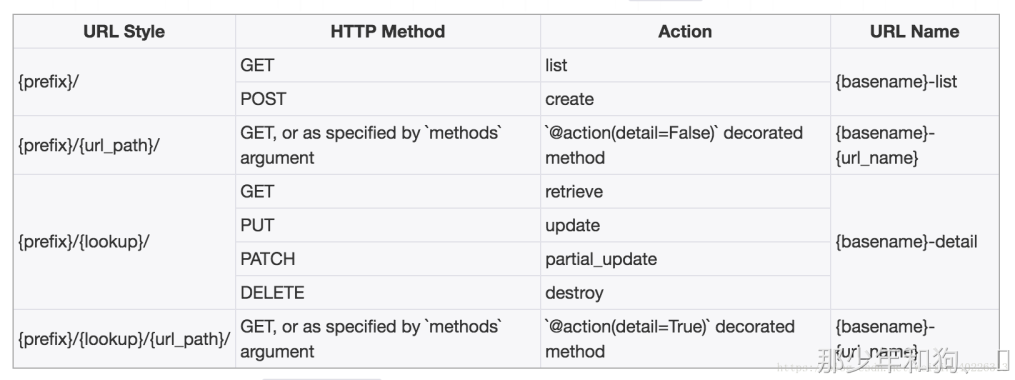 URL Style HTTP Method Action URL Name
{prefix}/ GET list {basename}-list
POST create
{prefix}/{url_path}/ GET, or as specified by `methods` argument `@action(detail=False)` decorated method {basename}-{url_name}
{prefix}/{lookup}/ GET retrieve {basename}-detail
PUT update
PATCH partial_update
DELETE destroy
{prefix}/{lookup}/{url_path}/ GET, or as specified by `methods` argument `@action(detail=True)` decorated method {basename}-{url_name}
那少年和狗、